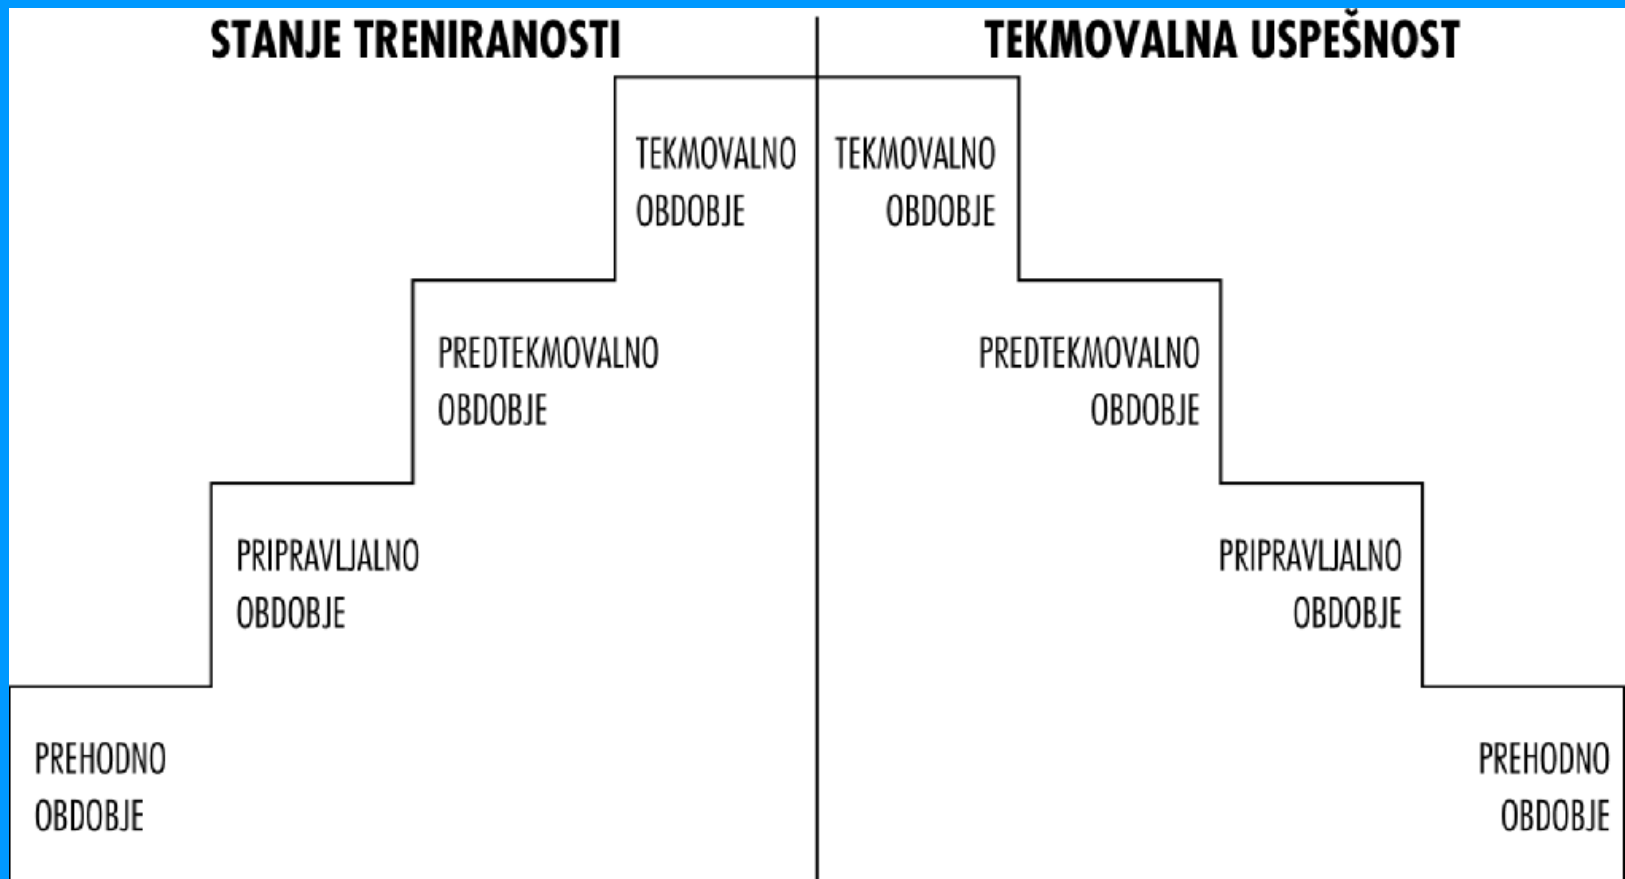 STANJE TRENIRANOSTI
TEKMOVALNA USPEŠNOST
TEKMOVALNO
OBDOBJE
TEKMOVALNO
OBDOBJE
PREDTEKMOVALNO
OBDOBJE
PREDTEKMOVALNO
OBDOBJE
PRIPRAVLJALNO
OBDOBJE
PRIPRAVLJALNO
OBDOBJE
PREHODNO
OBDOBJE
PREHODNO
OBDOBJE